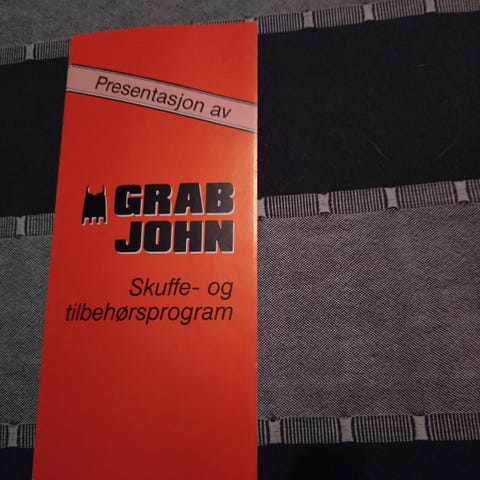 Presentasjon av
GRAB
JOHN
Skuffe- og
tilbehørsprogram